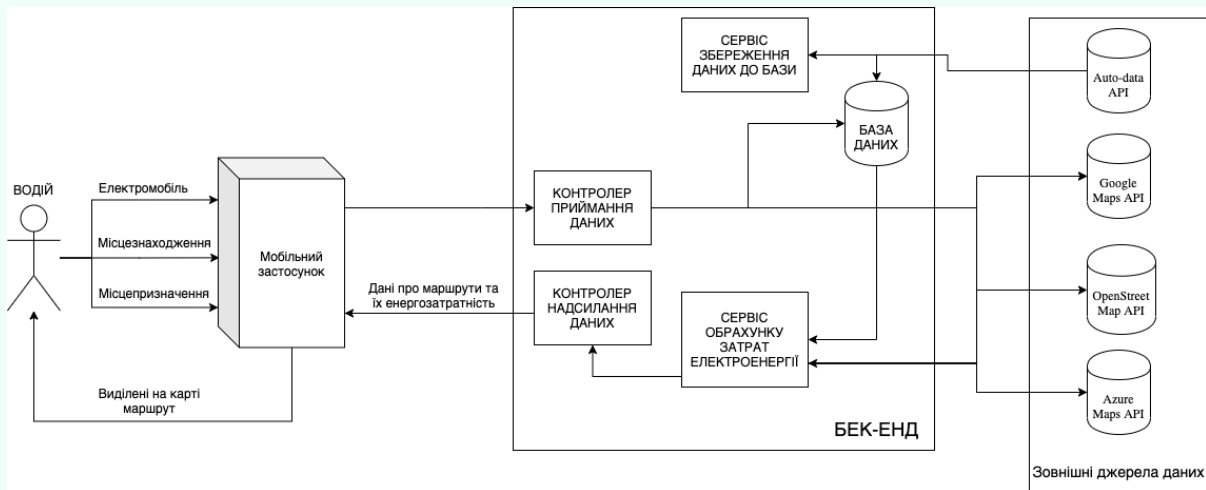 ВОДІЙ
Електромобіль
Місцезнаходження
Місцепризначення
Мобільний
застосунок
Виділені на карті
маршрут
Дані про маршрути та
їх енергозатратність
КОНТРОЛЕР
ПРИЙМАННЯ
ДАНИХ
КОНТРОЛЕР
НАДСИЛАННЯ
ДАНИХ
СЕРВІС
ЗБЕРЕЖЕННЯ
ДАНИХ ДО БАЗИ
БАЗА
ДАНИХ
СЕРВІС
ОБРАХУНКУ
ЗАТРАТ
ЕЛЕКТРОЕНЕРГІЇ
БЕК-ЕНД
Auto-data
API
Google
Maps API
OpenStreet
Map API
Azure
Maps API
Зовнішні джерела даних